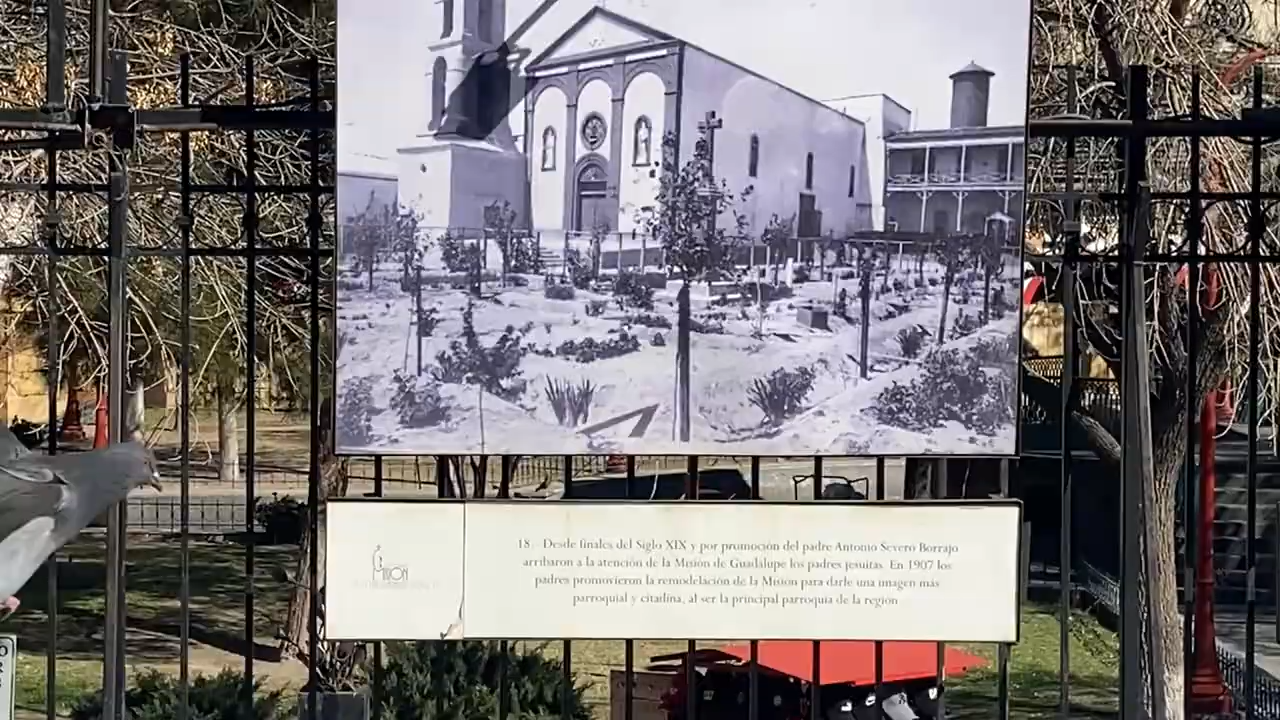 18. Desde finales del Siglo XIX y por promoción del padre Antonio Severo Borrajo
arribaron a la atención de la Misión de Guadalupe los padres jesuitas. En 1907 los
padres promovieron la remodelación de la Misión para darle una imagen más
parroquial y citadina, al ser la principal parroquia de la región
MISIÓN